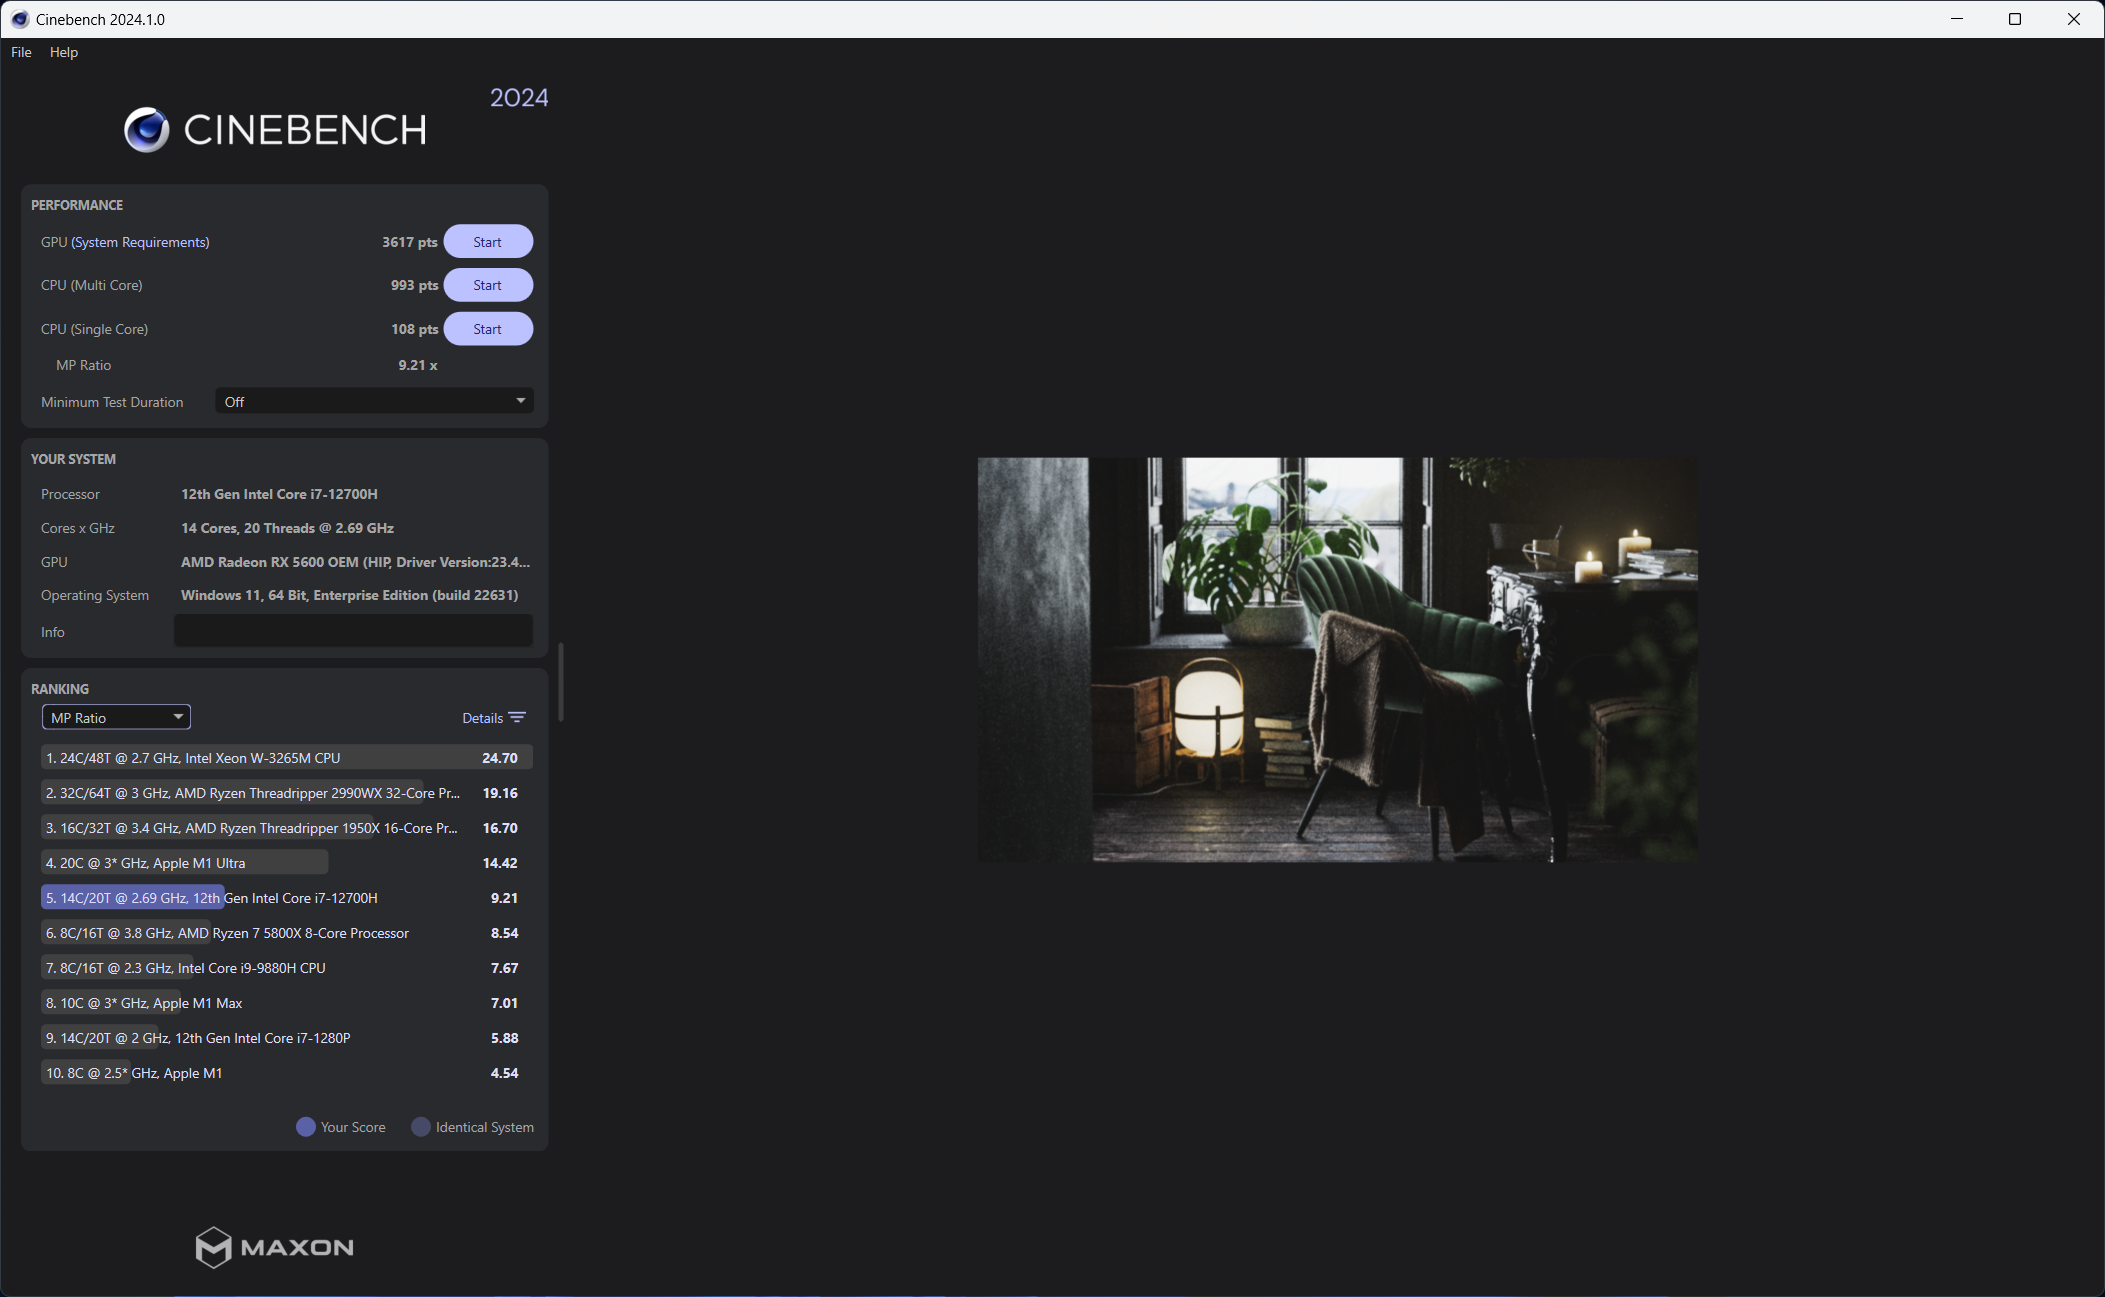 Cinebench 2024.1.0
File Help
2024
CINEBENCH
PERFORMANCE
GPU (System Requirements) 3617 pts Start
CPU (Multi Core) 993 pts Start
CPU (Single Core) 108 pts Start
MP Ratio 9.21 x
Minimum Test Duration Off
YOUR SYSTEM
Processor 12th Gen Intel Core i7-12700H
Cores x GHz 14 Cores, 20 Threads @ 2.69 GHz
GPU AMD Radeon RX 5600 OEM (HIP, Driver Version:23.4...
Operating System Windows 11, 64 Bit, Enterprise Edition (build 22631)
Info
RANKING
MP Ratio Details
1. 24C/48T @ 2.7 GHz, Intel Xeon W-3265M CPU 24.70
2. 32C/64T @ 3 GHz, AMD Ryzen Threadripper 2990WX 32-Core Pr... 19.16
3. 16C/32T @ 3.4 GHz, AMD Ryzen Threadripper 1950X 16-Core Pr... 16.70
4. 20C @ 3* GHz, Apple M1 Ultra 14.42
5. 14C/20T @ 2.69 GHz, 12th Gen Intel Core i7-12700H 9.21
6. 8C/16T @ 3.8 GHz, AMD Ryzen 7 5800X 8-Core Processor 8.54
7. 8C/16T @ 2.3 GHz, Intel Core i9-9880H CPU 7.67
8. 10C @ 3* GHz, Apple M1 Max 7.01
9. 14C/20T @ 2 GHz, 12th Gen Intel Core i7-1280P 5.88
10. 8C @ 2.5* GHz, Apple M1 4.54
Your Score Identical System
MAXON